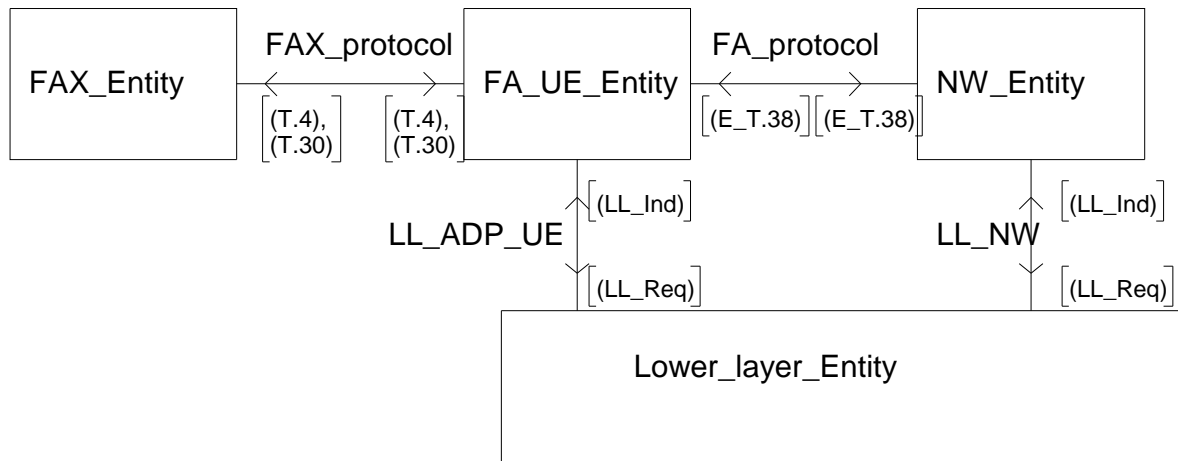 FAX_protocol
FA_protocol
FAX_Entity
FA_UE_Entity
NW_Entity
(T.4),
(T.30)
(T.4),
(T.30)
(E_T.38)
(E_T.38)
(LL_Ind)
(LL_Ind)
LL_ADP_UE
LL_NW
(LL_Req)
(LL_Req)
Lower_layer_Entity